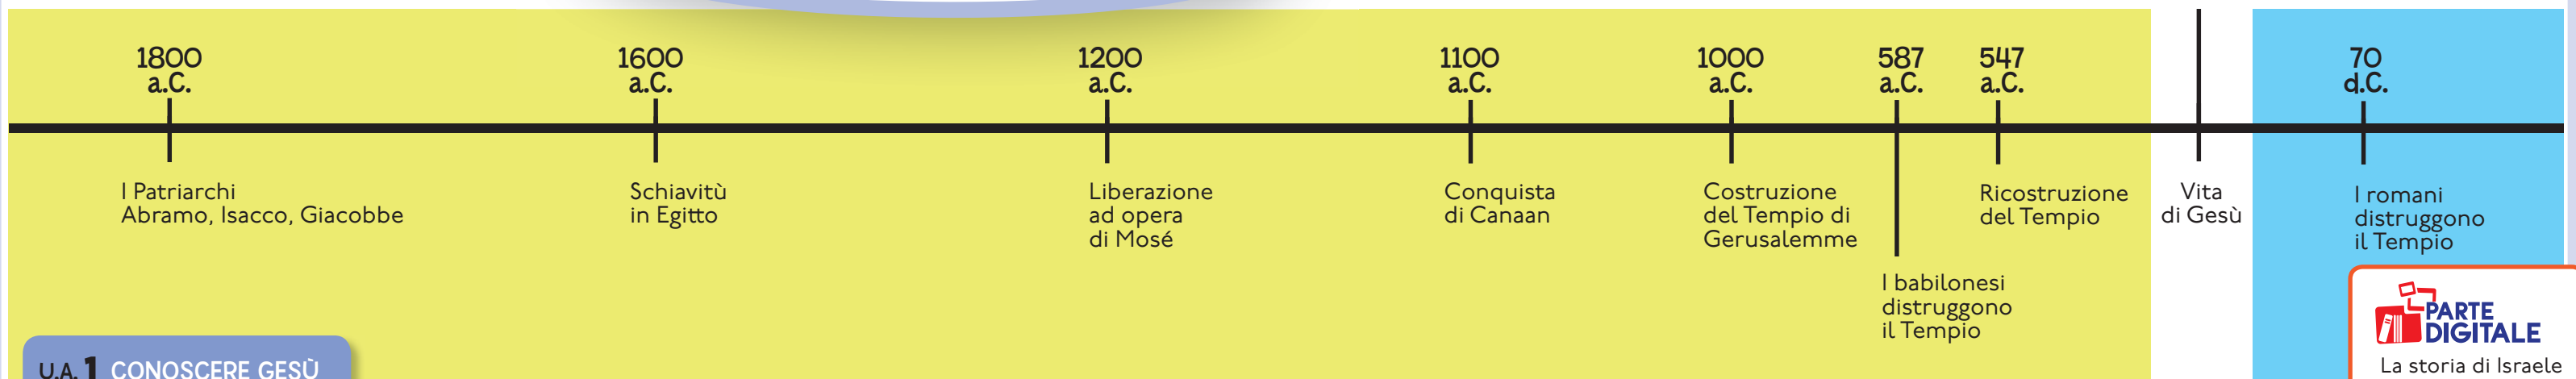 1800
a.C.
1600
a.C.
1200
a.C.
1100
a.C.
1000
a.C.
587
a.C.
547
a.C.
70
d.C.
I Patriarchi
Abramo, Isacco, Giacobbe
Schiavitù
in Egitto
Liberazione
ad opera
di Mosé
Conquista
di Canaan
Costruzione
del Tempio di
Gerusalemme
I babilonesi
distruggono
il Tempio
Ricostruzione
del Tempio
Vita
di Gesù
I romani
distruggono
il Tempio
U.A. 1 CONOSCERE GESÙ
PARTE
DIGITALE
La storia di Israele